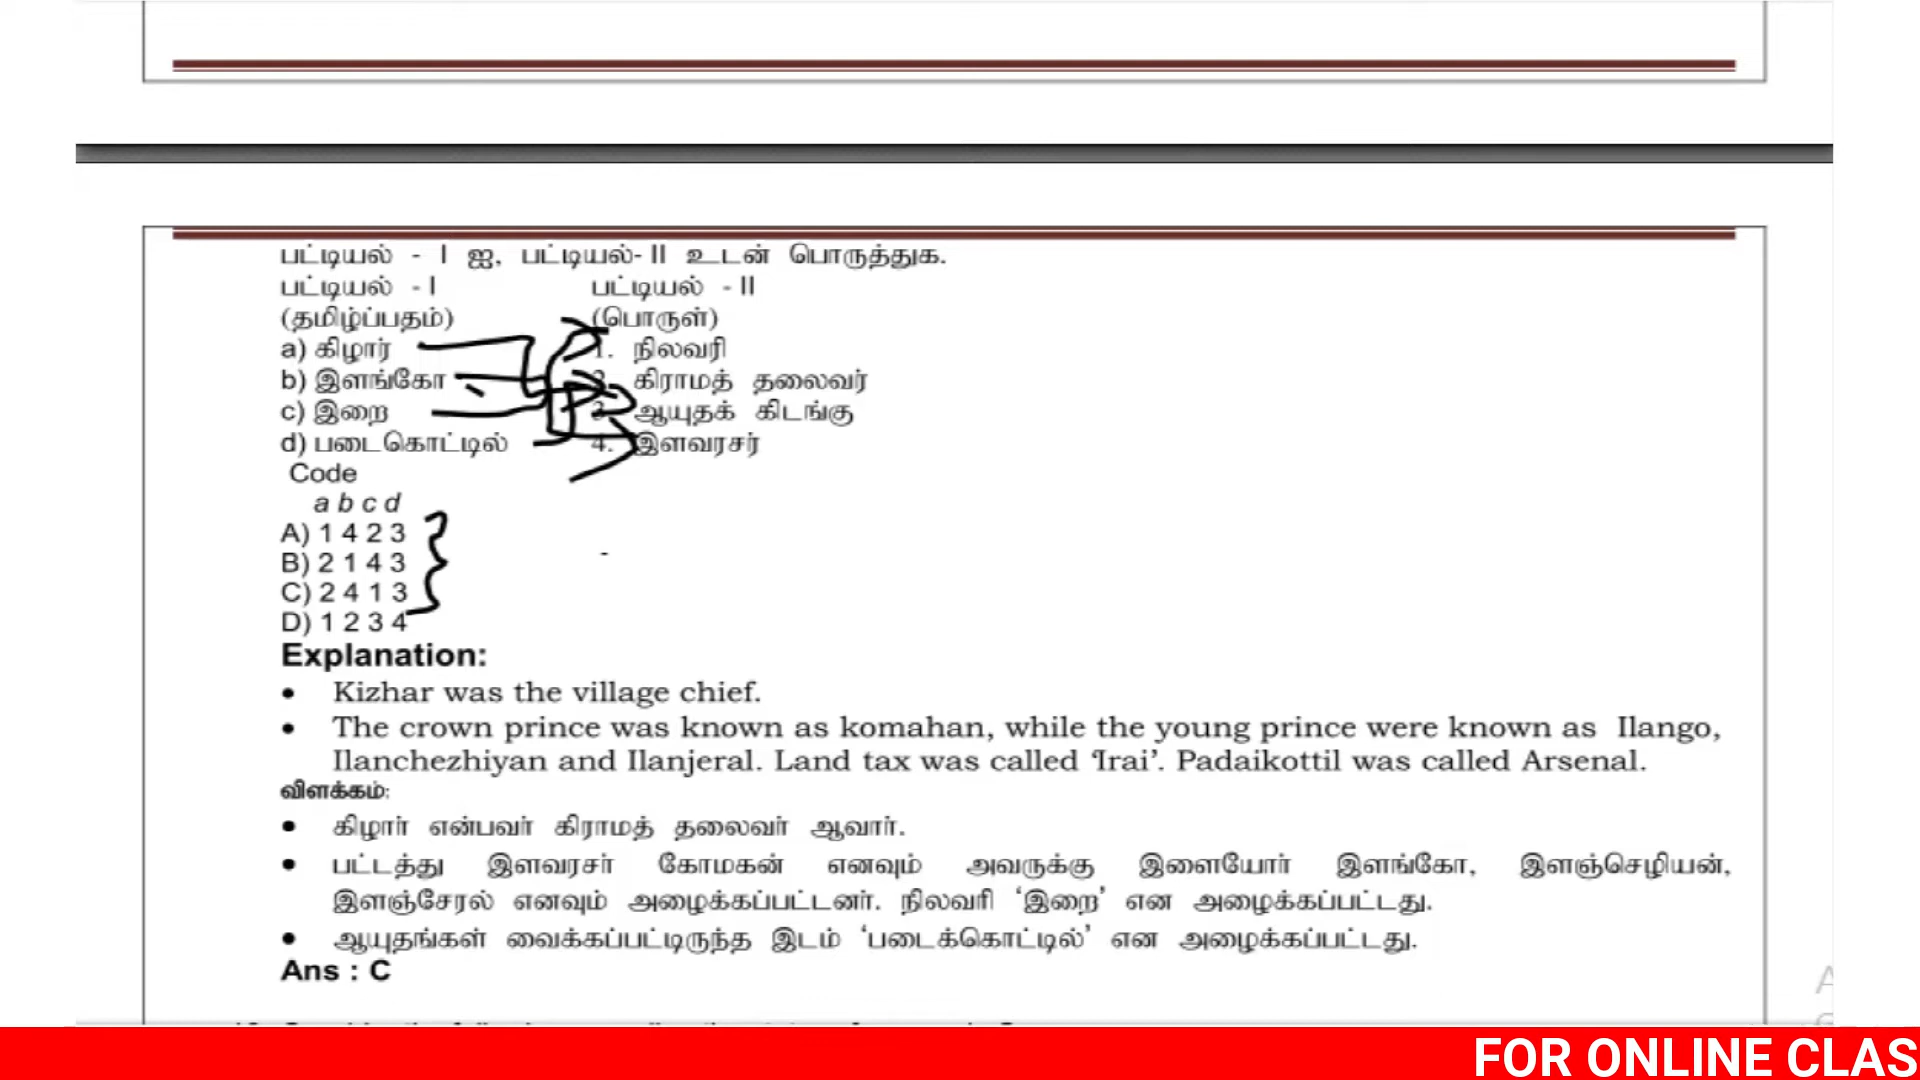 பட்டியல் - I ஐ, பட்டியல்- II உடன் பொருத்துக.
பட்டியல் - I பட்டியல் - II
(தமிழ்ப்பதம்) (பொருள்)
a) கிழார் 1. நிலவரி
b) இளங்கோ 2. கிராமத் தலைவர்
c) இறை 3. ஆயுதக் கிடங்கு
d) படைகொட்டில் 4. இளவரசர்
Code
a b c d
A) 1 4 2 3
B) 2 1 4 3
C) 2 4 1 3
D) 1 2 3 4
Explanation:
• Kizhar was the village chief.
• The crown prince was known as komahan, while the young prince were known as Ilango,
Ilanchezhiyan and Ilanjeral. Land tax was called ‘Irai’. Padaikottil was called Arsenal.
விளக்கம்:
• கிழார் என்பவர் கிராமத் தலைவர் ஆவார்.
• பட்டத்து இளவரசர் கோமகன் எனவும் அவருக்கு இளையோர் இளங்கோ, இளஞ்செழியன்,
இளஞ்சேரல் எனவும் அழைக்கப்பட்டனர். நிலவரி ‘இறை’ என அழைக்கப்பட்டது.
• ஆயுதங்கள் வைக்கப்பட்டிருந்த இடம் ‘படைக்கொட்டில்’ என அழைக்கப்பட்டது.
Ans : C
FOR ONLINE CLAS